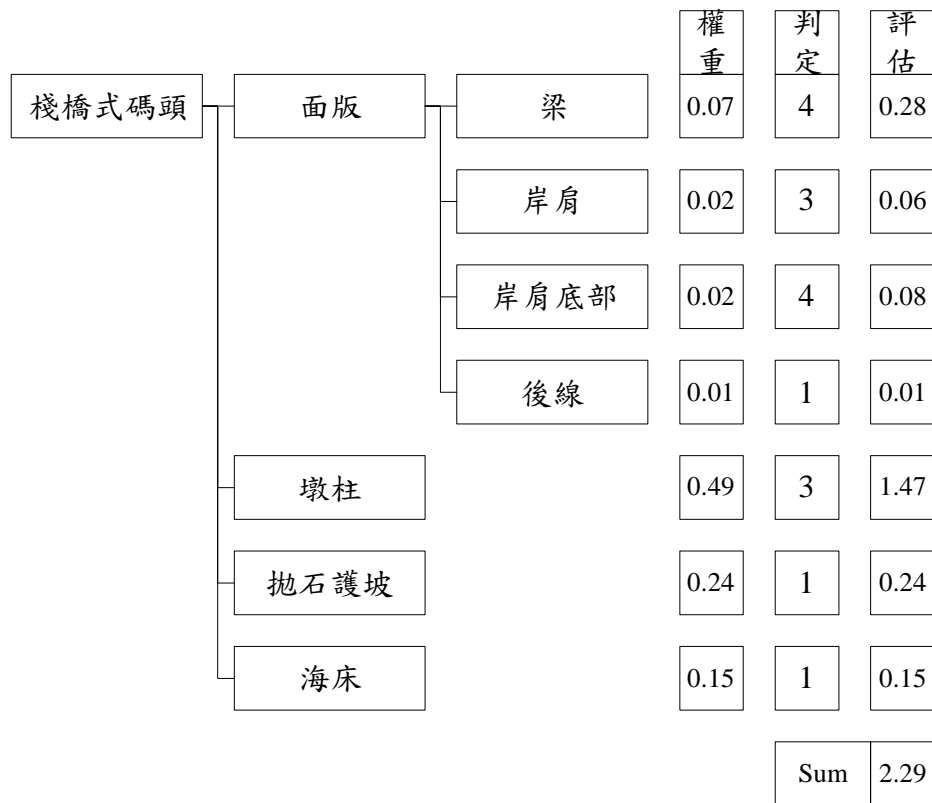 權重 判定 評估
棧橋式碼頭 面版 梁 0.07 4 0.28
岸肩 0.02 3 0.06
岸肩底部 0.02 4 0.08
後線 0.01 1 0.01
墩柱 0.49 3 1.47
拋石護坡 0.24 1 0.24
海床 0.15 1 0.15
Sum 2.29